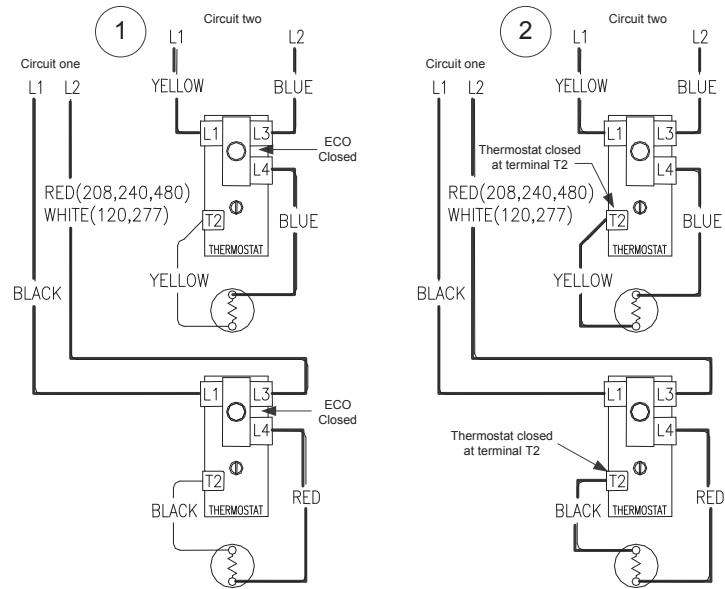 1
Circuit two
L1 L2
Circuit one
L1 L2
YELLOW BLUE
L1 L3
ECO
Closed
L4
RED(208,240,480)
WHITE(120,277)
T2
BLUE
THERMOSTAT
YELLOW
BLACK
L1 L3
ECO
Closed
L4
T2
RED
BLACK THERMOSTAT
2
Circuit two
L1 L2
Circuit one
L1 L2
YELLOW BLUE
L1 L3
Thermostat closed
at terminal T2
L4
RED(208,240,480)
WHITE(120,277)
T2
BLUE
THERMOSTAT
YELLOW
BLACK
L1 L3
L4
Thermostat closed
at terminal T2
T2
RED
BLACK THERMOSTAT